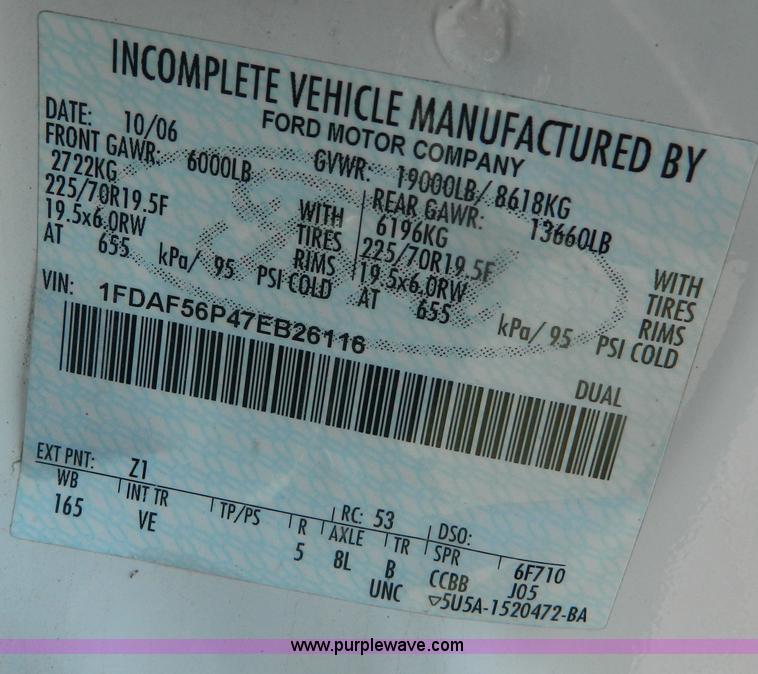 INCOMPLETE VEHICLE MANUFACTURED BY
FORD MOTOR COMPANY
DATE: 10/06 GVWR: 19000LB/ 8618KG
FRONT GAWR: 6000LB REAR GAWR: 13660LB
2722KG WITH 6196KG WITH
225/70R19.5F TIRES 225/70R19.5F TIRES
19.5x6.0RW RIMS 19.5x6.0RW RIMS
AT 655 kPa/ 95 PSI COLD AT 655 kPa/ 95 PSI COLD
VIN: 1FDAF56P47EB26116
DUAL
EXT PNT: Z1 RC: 53 DSO:
WB INT TR TP/PS R AXLE TR SPR 6F710
165 VE 5 8L B CCBB J05
UNC ▽5U5A-1520472-BA
www.purplewave.com